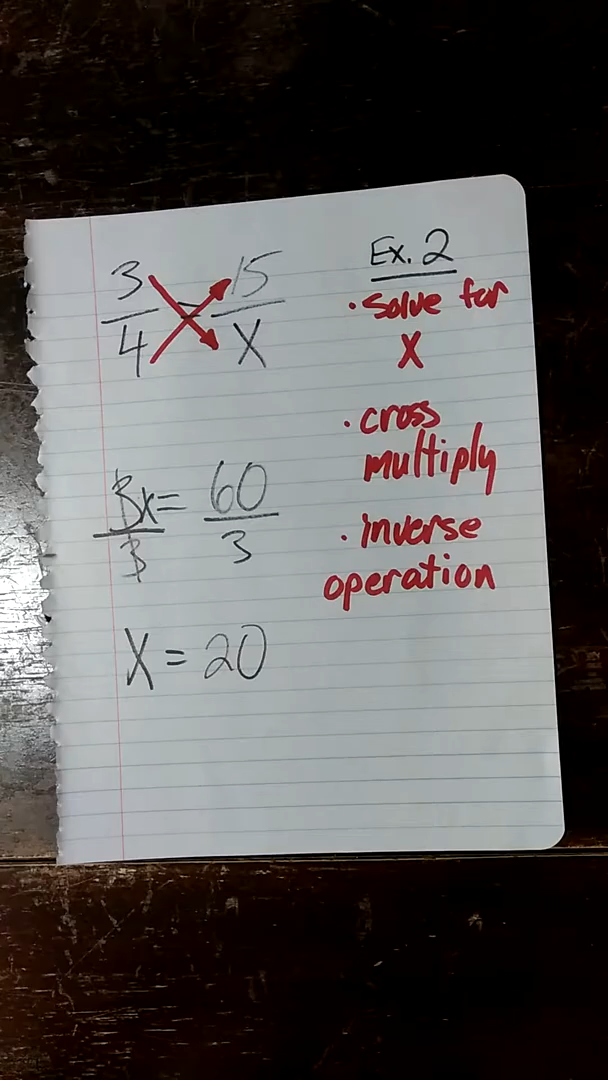 Ex. 2
3/4 = 15/X
• solve for
X
• cross
multiply
3x/3 = 60/3
• inverse
operation
X = 20